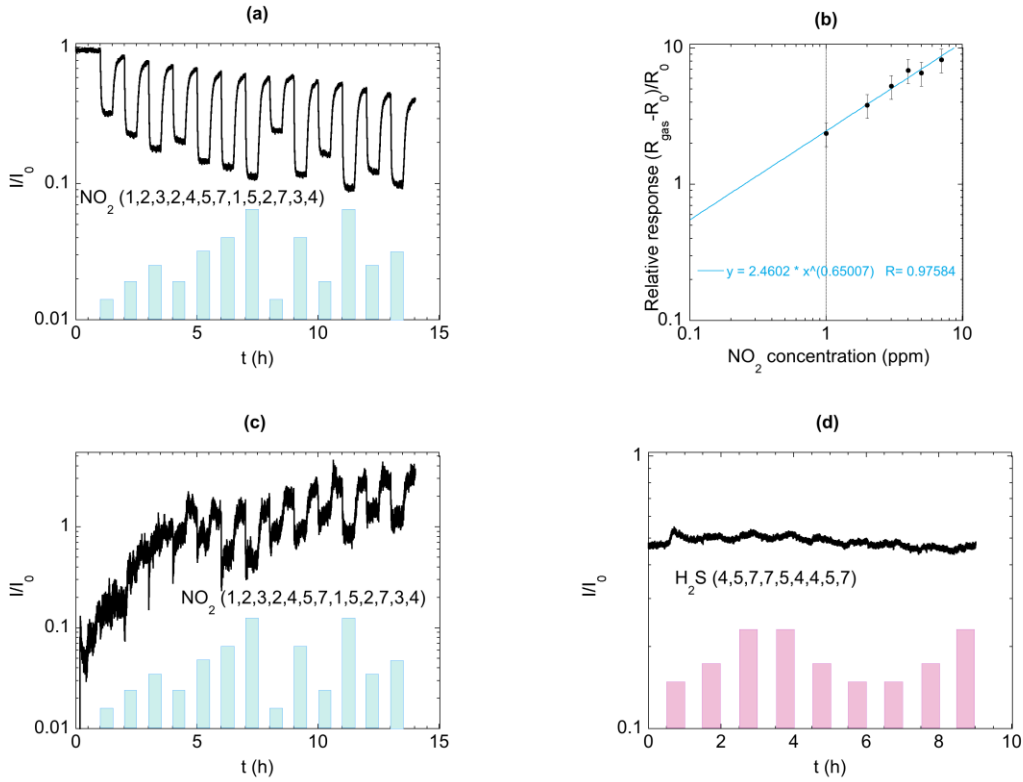 (a)
1
0.1
0.01
I/I₀
NO₂ (1,2,3,2,4,5,7,1,5,2,7,3,4)
0 5 10 15
t (h)
(b)
10
1
0.1
Relative response (R_gas-R₀)/R₀
y = 2.4602 * x^(0.65007) R= 0.97584
0.1 1 10
NO₂ concentration (ppm)
(c)
1
0.1
0.01
I/I₀
NO₂ (1,2,3,2,4,5,7,1,5,2,7,3,4)
0 5 10 15
t (h)
(d)
1
0.1
I/I₀
H₂S (4,5,7,7,5,4,4,5,7)
0 2 4 6 8 10
t (h)